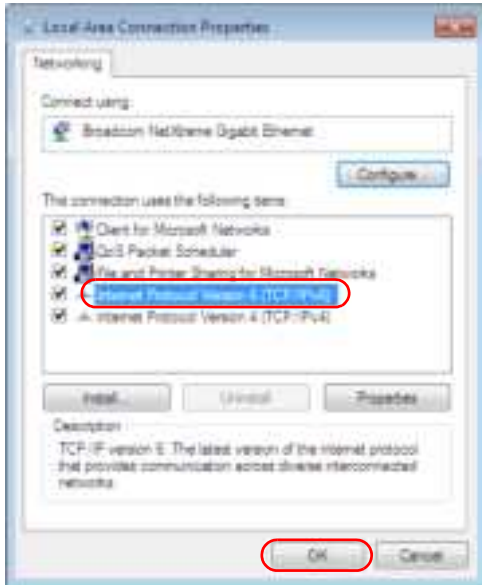 Local Area Connection Properties
Networking
Connect using:
Broadcom NetXtreme Gigabit Ethernet
Configure...
This connection uses the following items:
Client for Microsoft Networks
QoS Packet Scheduler
File and Printer Sharing for Microsoft Networks
Internet Protocol Version 6 (TCP/IPv6)
Internet Protocol Version 4 (TCP/IPv4)
Install...
Uninstall
Properties
Description
TCP/IP version 6. The latest version of the internet protocol
that provides communication across diverse interconnected
networks.
OK
Cancel